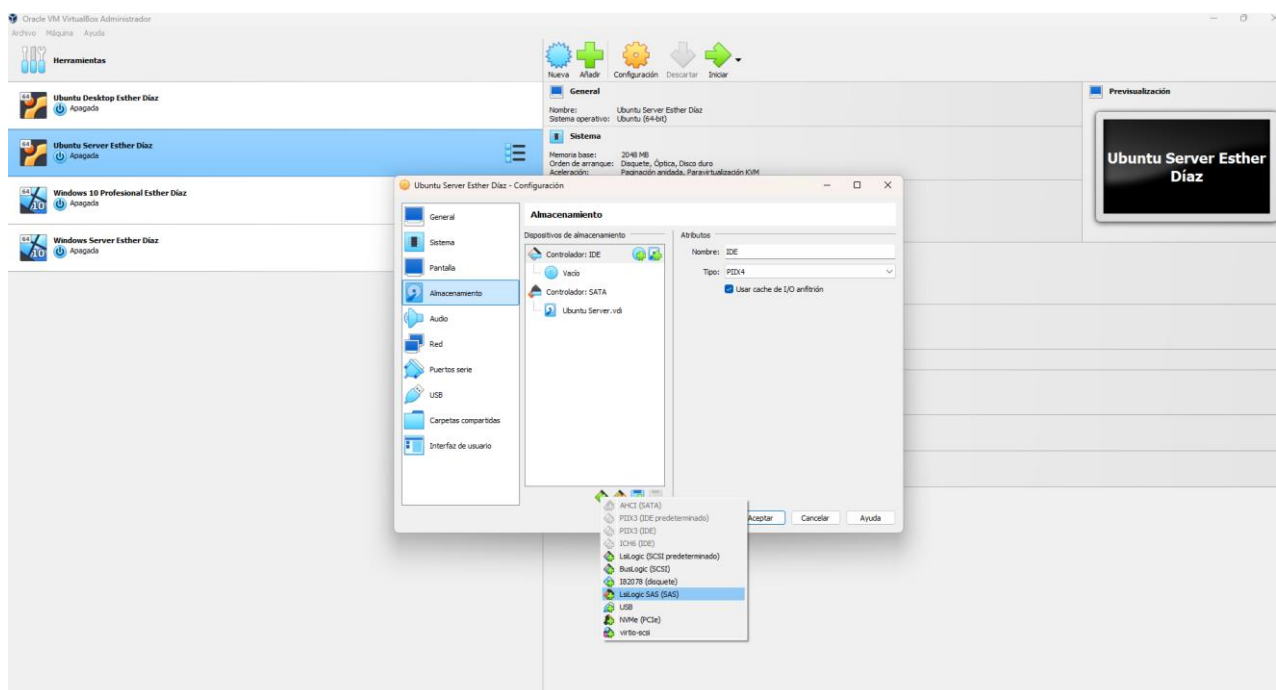 Oracle VM VirtualBox Administrador
Archivo Máquina Ayuda
Herramientas
Nueva Añadir Configuración Descartar Iniciar
64 Ubuntu Desktop Esther Díaz
Apagada
64 Ubuntu Server Esther Díaz
Apagada
64 10 Windows 10 Profesional Esther Díaz
Apagada
64 10 Windows Server Esther Díaz
Apagada
General
Nombre: Ubuntu Server Esther Díaz
Sistema operativo: Ubuntu (64-bit)
Sistema
Memoria base: 2048 MB
Orden de arranque: Disquete, Óptica, Disco duro
Aceleración: Paginación anidada, Paravirtualización KVM
Previsualización
Ubuntu Server Esther
Díaz
Ubuntu Server Esther Díaz - Configuración
General
Sistema
Pantalla
Almacenamiento
Audio
Red
Puertos serie
USB
Carpetas compartidas
Interfaz de usuario
Almacenamiento
Dispositivos de almacenamiento
Controlador: IDE
Vacío
Controlador: SATA
Ubuntu Server.vdi
Atributos
Nombre: IDE
Tipo: PIIX4
Usar cache de I/O anfitrión
AHCI (SATA)
PIIX3 (IDE predeterminado)
PIIX3 (IDE)
ICH6 (IDE)
LsiLogic (SCSI predeterminado)
BusLogic (SCSI)
I82078 (disquete)
LsiLogic SAS (SAS)
USB
NVMe (PCIe)
virtio-scsi
Aceptar Cancelar Ayuda